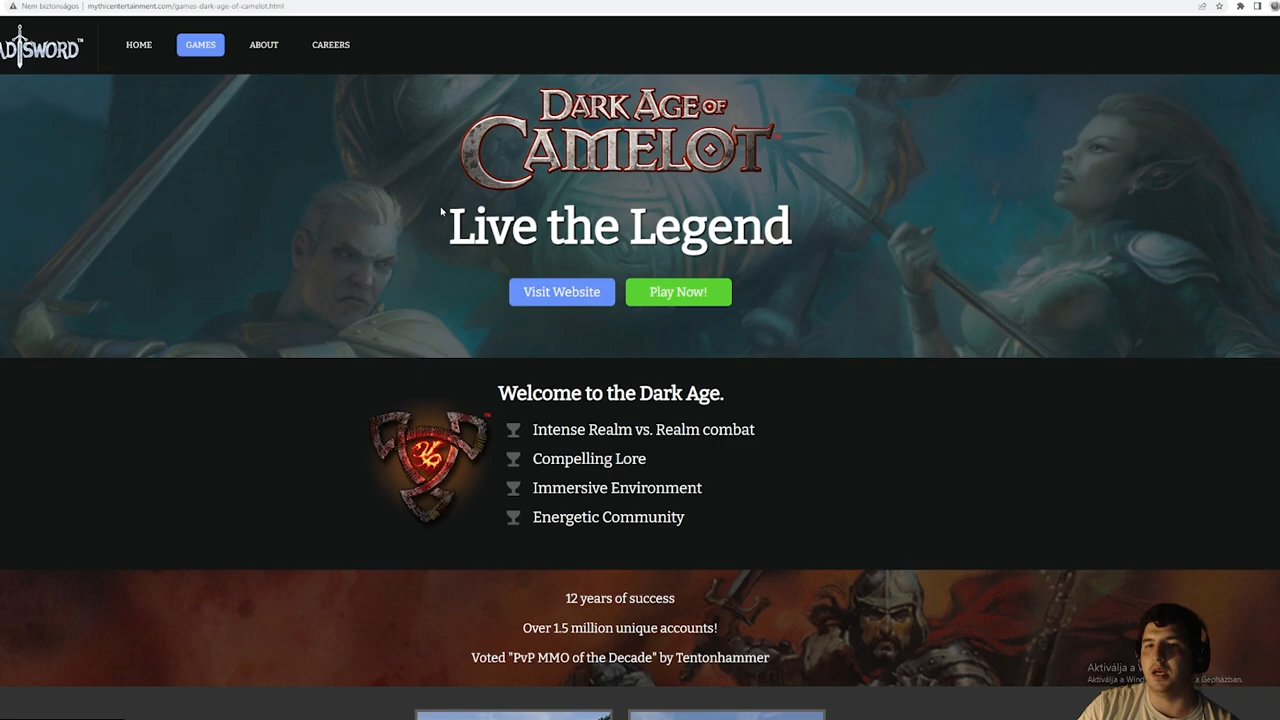 Nem biztonságos
mythicentertainment.com/games-dark-age-of-camelot.html
HOME
GAMES
ABOUT
CAREERS
DARK AGE OF
CAMELOT
Live the Legend
Visit Website
Play Now!
Welcome to the Dark Age.
Intense Realm vs. Realm combat
Compelling Lore
Immersive Environment
Energetic Community
12 years of success
Over 1.5 million unique accounts!
Voted "PvP MMO of the Decade" by Tentonhammer
Aktiválja a
Aktiválja a Gépházban.